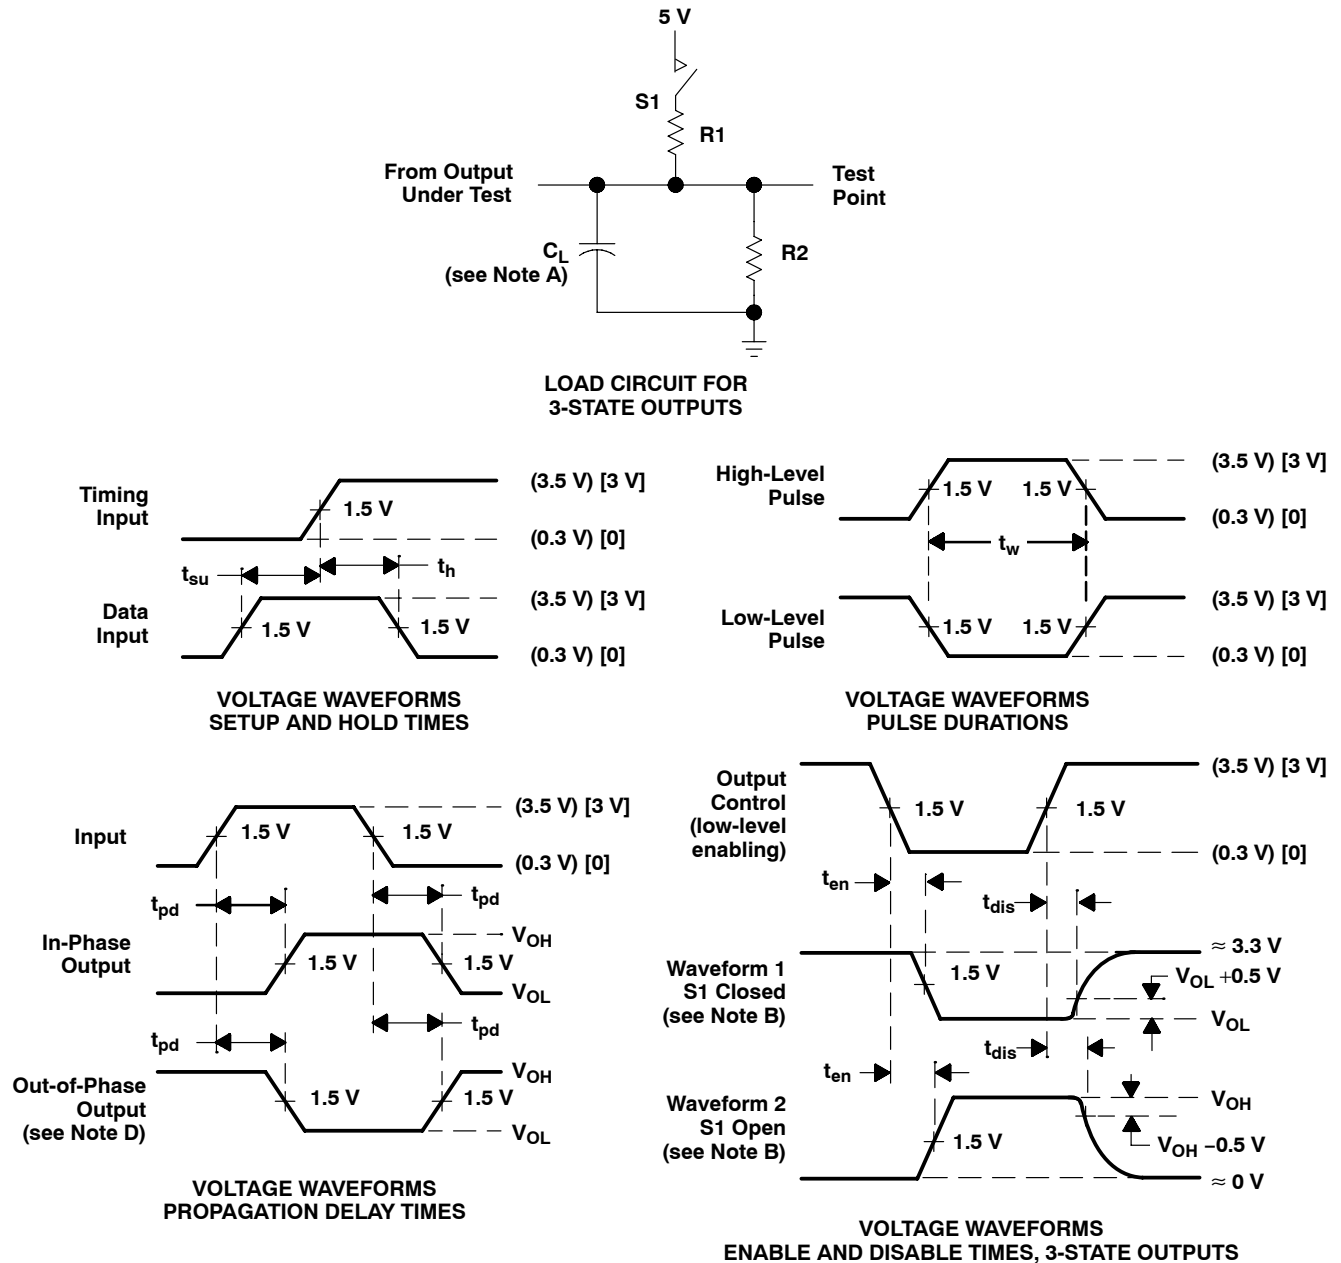 5 V
S1
R1
From Output
Under Test
Test
Point
CL
(see Note A)
R2
LOAD CIRCUIT FOR
3-STATE OUTPUTS
Timing
Input
1.5 V
(3.5 V) [3 V]
(0.3 V) [0]
tsu
th
Data
Input
1.5 V
1.5 V
(3.5 V) [3 V]
(0.3 V) [0]
VOLTAGE WAVEFORMS
SETUP AND HOLD TIMES
High-Level
Pulse
1.5 V
1.5 V
(3.5 V) [3 V]
(0.3 V) [0]
tw
Low-Level
Pulse
1.5 V
1.5 V
(3.5 V) [3 V]
(0.3 V) [0]
VOLTAGE WAVEFORMS
PULSE DURATIONS
Input
1.5 V
1.5 V
(3.5 V) [3 V]
(0.3 V) [0]
tpd
tpd
In-Phase
Output
1.5 V
1.5 V
VOH
VOL
tpd
tpd
Out-of-Phase
Output
(see Note D)
1.5 V
1.5 V
VOH
VOL
VOLTAGE WAVEFORMS
PROPAGATION DELAY TIMES
Output
Control
(low-level
enabling)
1.5 V
1.5 V
(3.5 V) [3 V]
(0.3 V) [0]
ten
tdis
Waveform 1
S1 Closed
(see Note B)
1.5 V
≈ 3.3 V
VOL +0.5 V
VOL
tdis
ten
Waveform 2
S1 Open
(see Note B)
1.5 V
VOH
VOH −0.5 V
≈ 0 V
VOLTAGE WAVEFORMS
ENABLE AND DISABLE TIMES, 3-STATE OUTPUTS